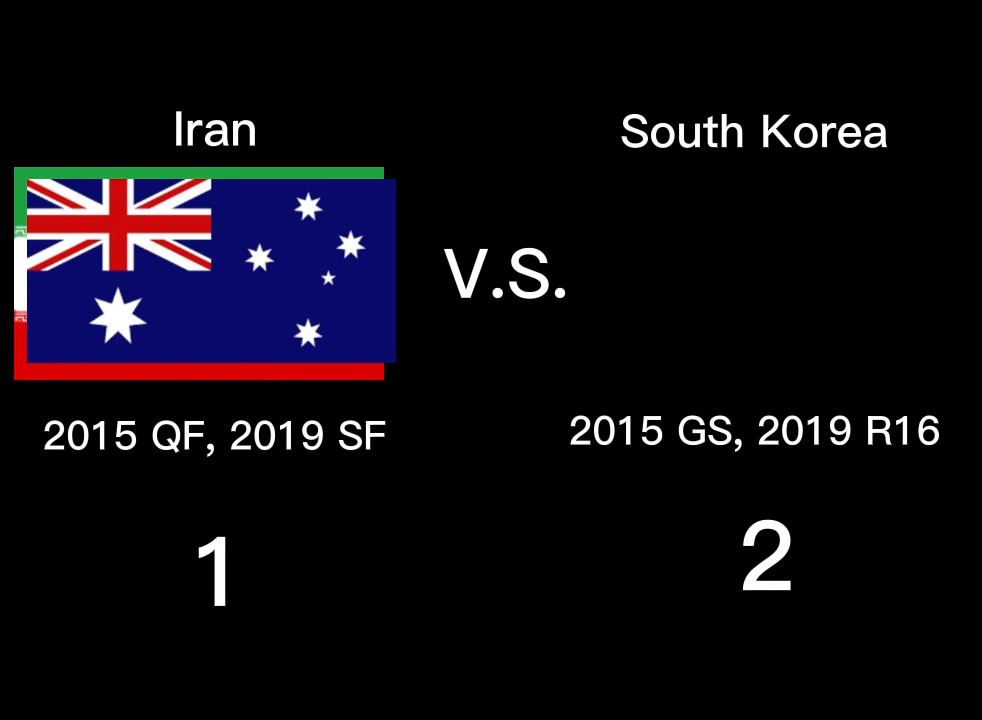 Iran
South Korea
V.S.
2015 QF, 2019 SF
2015 GS, 2019 R16
1
2